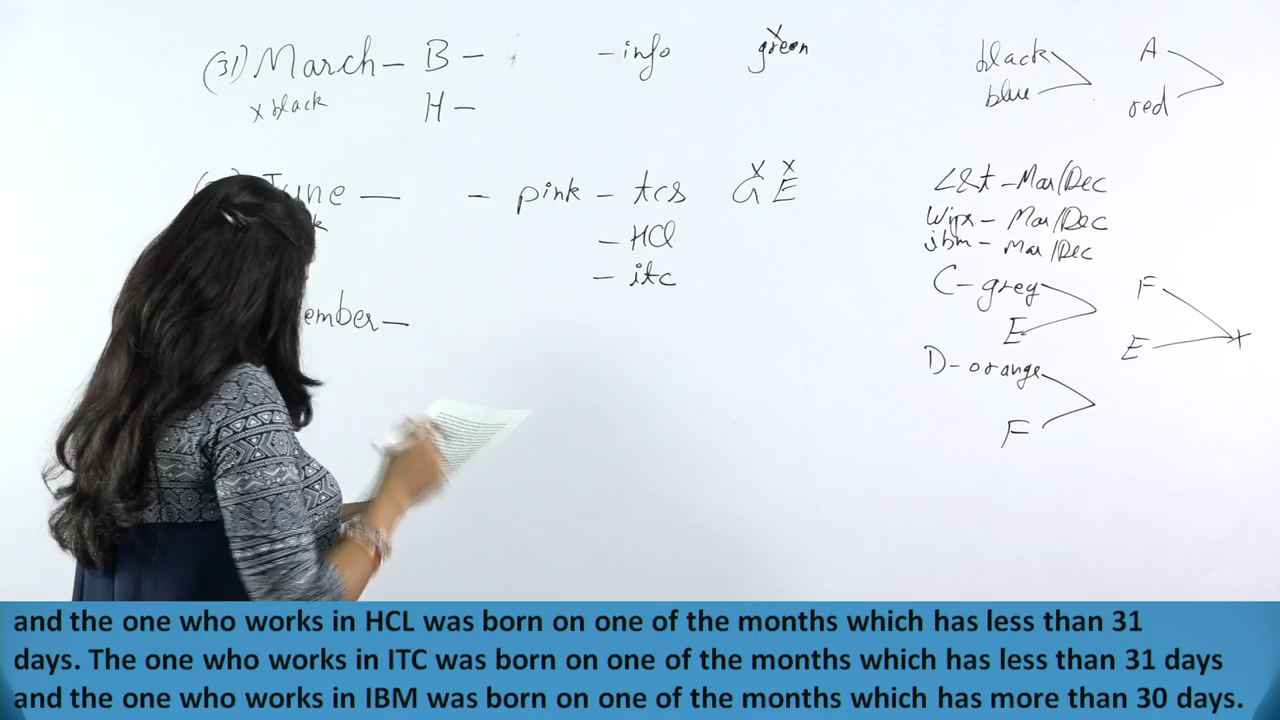 (31) March - B - - info green
x black H -
June - - pink - tcs G E
- HCl
- itc
ember -
black A
blue red
L&t - Mar/Dec
Wipr - Mar/Dec
ibm - Mar/Dec
C - grey F
E E x
D - orange
F
and the one who works in HCL was born on one of the months which has less than 31
days. The one who works in ITC was born on one of the months which has less than 31 days
and the one who works in IBM was born on one of the months which has more than 30 days.